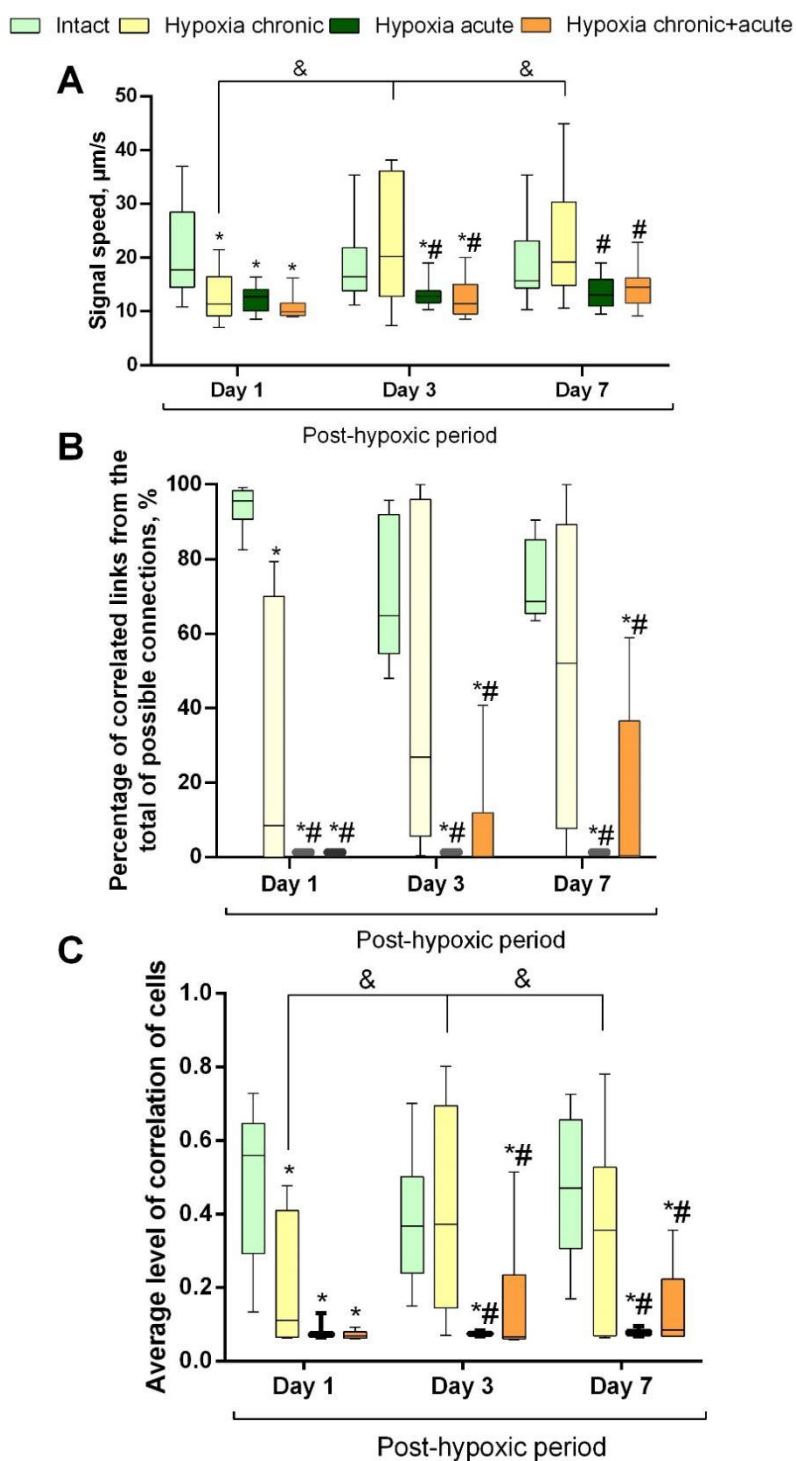 Intact Hypoxia chronic Hypoxia acute Hypoxia chronic+acute
A
& &
Signal speed, µm/s
50
40
30
20
10
0
* * * *# *# # #
Day 1 Day 3 Day 7
Post-hypoxic period
B
Percentage of correlated links from the
total of possible connections, %
100
80
60
40
20
0
* *# *# *# *# *# *#
Day 1 Day 3 Day 7
Post-hypoxic period
C
& &
Average level of correlation of cells
1.0
0.8
0.6
0.4
0.2
0.0
* * * *# *# *# *#
Day 1 Day 3 Day 7
Post-hypoxic period